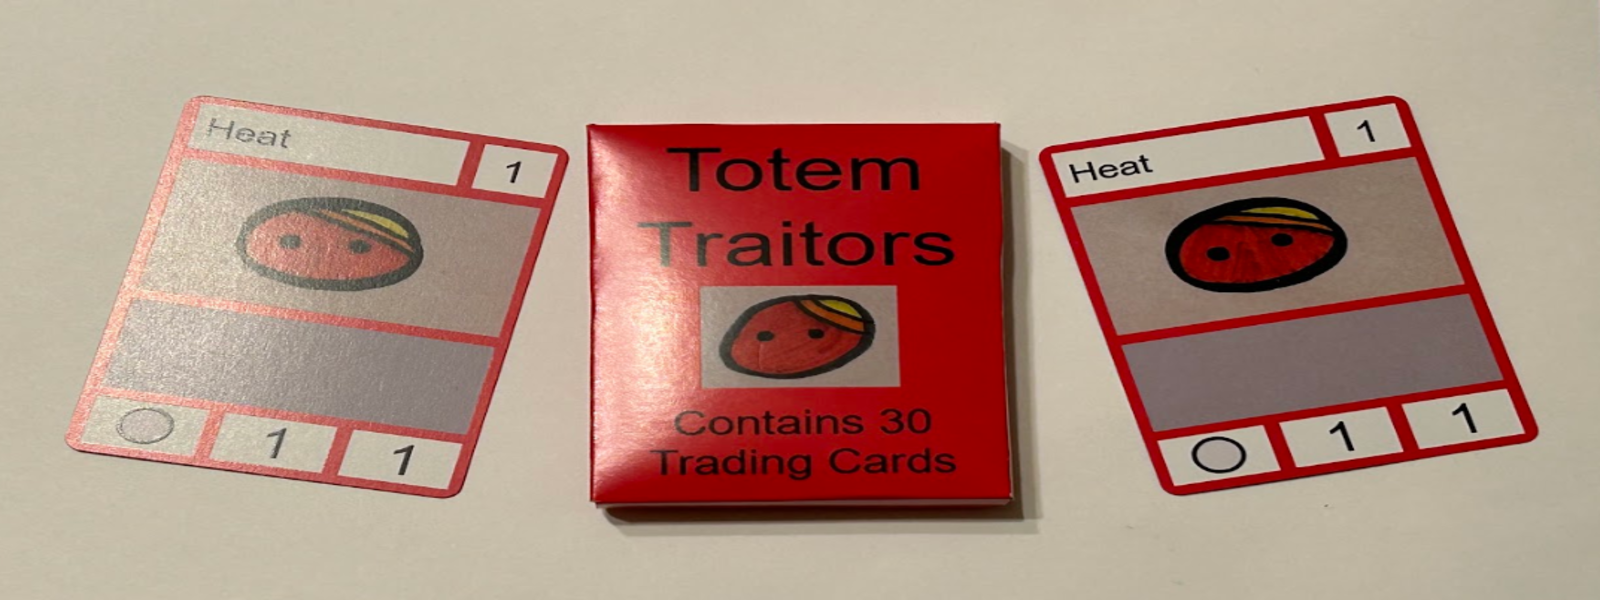 Heat
1
1
1
Totem
Traitors
Contains 30
Trading Cards
Heat
1
1
1